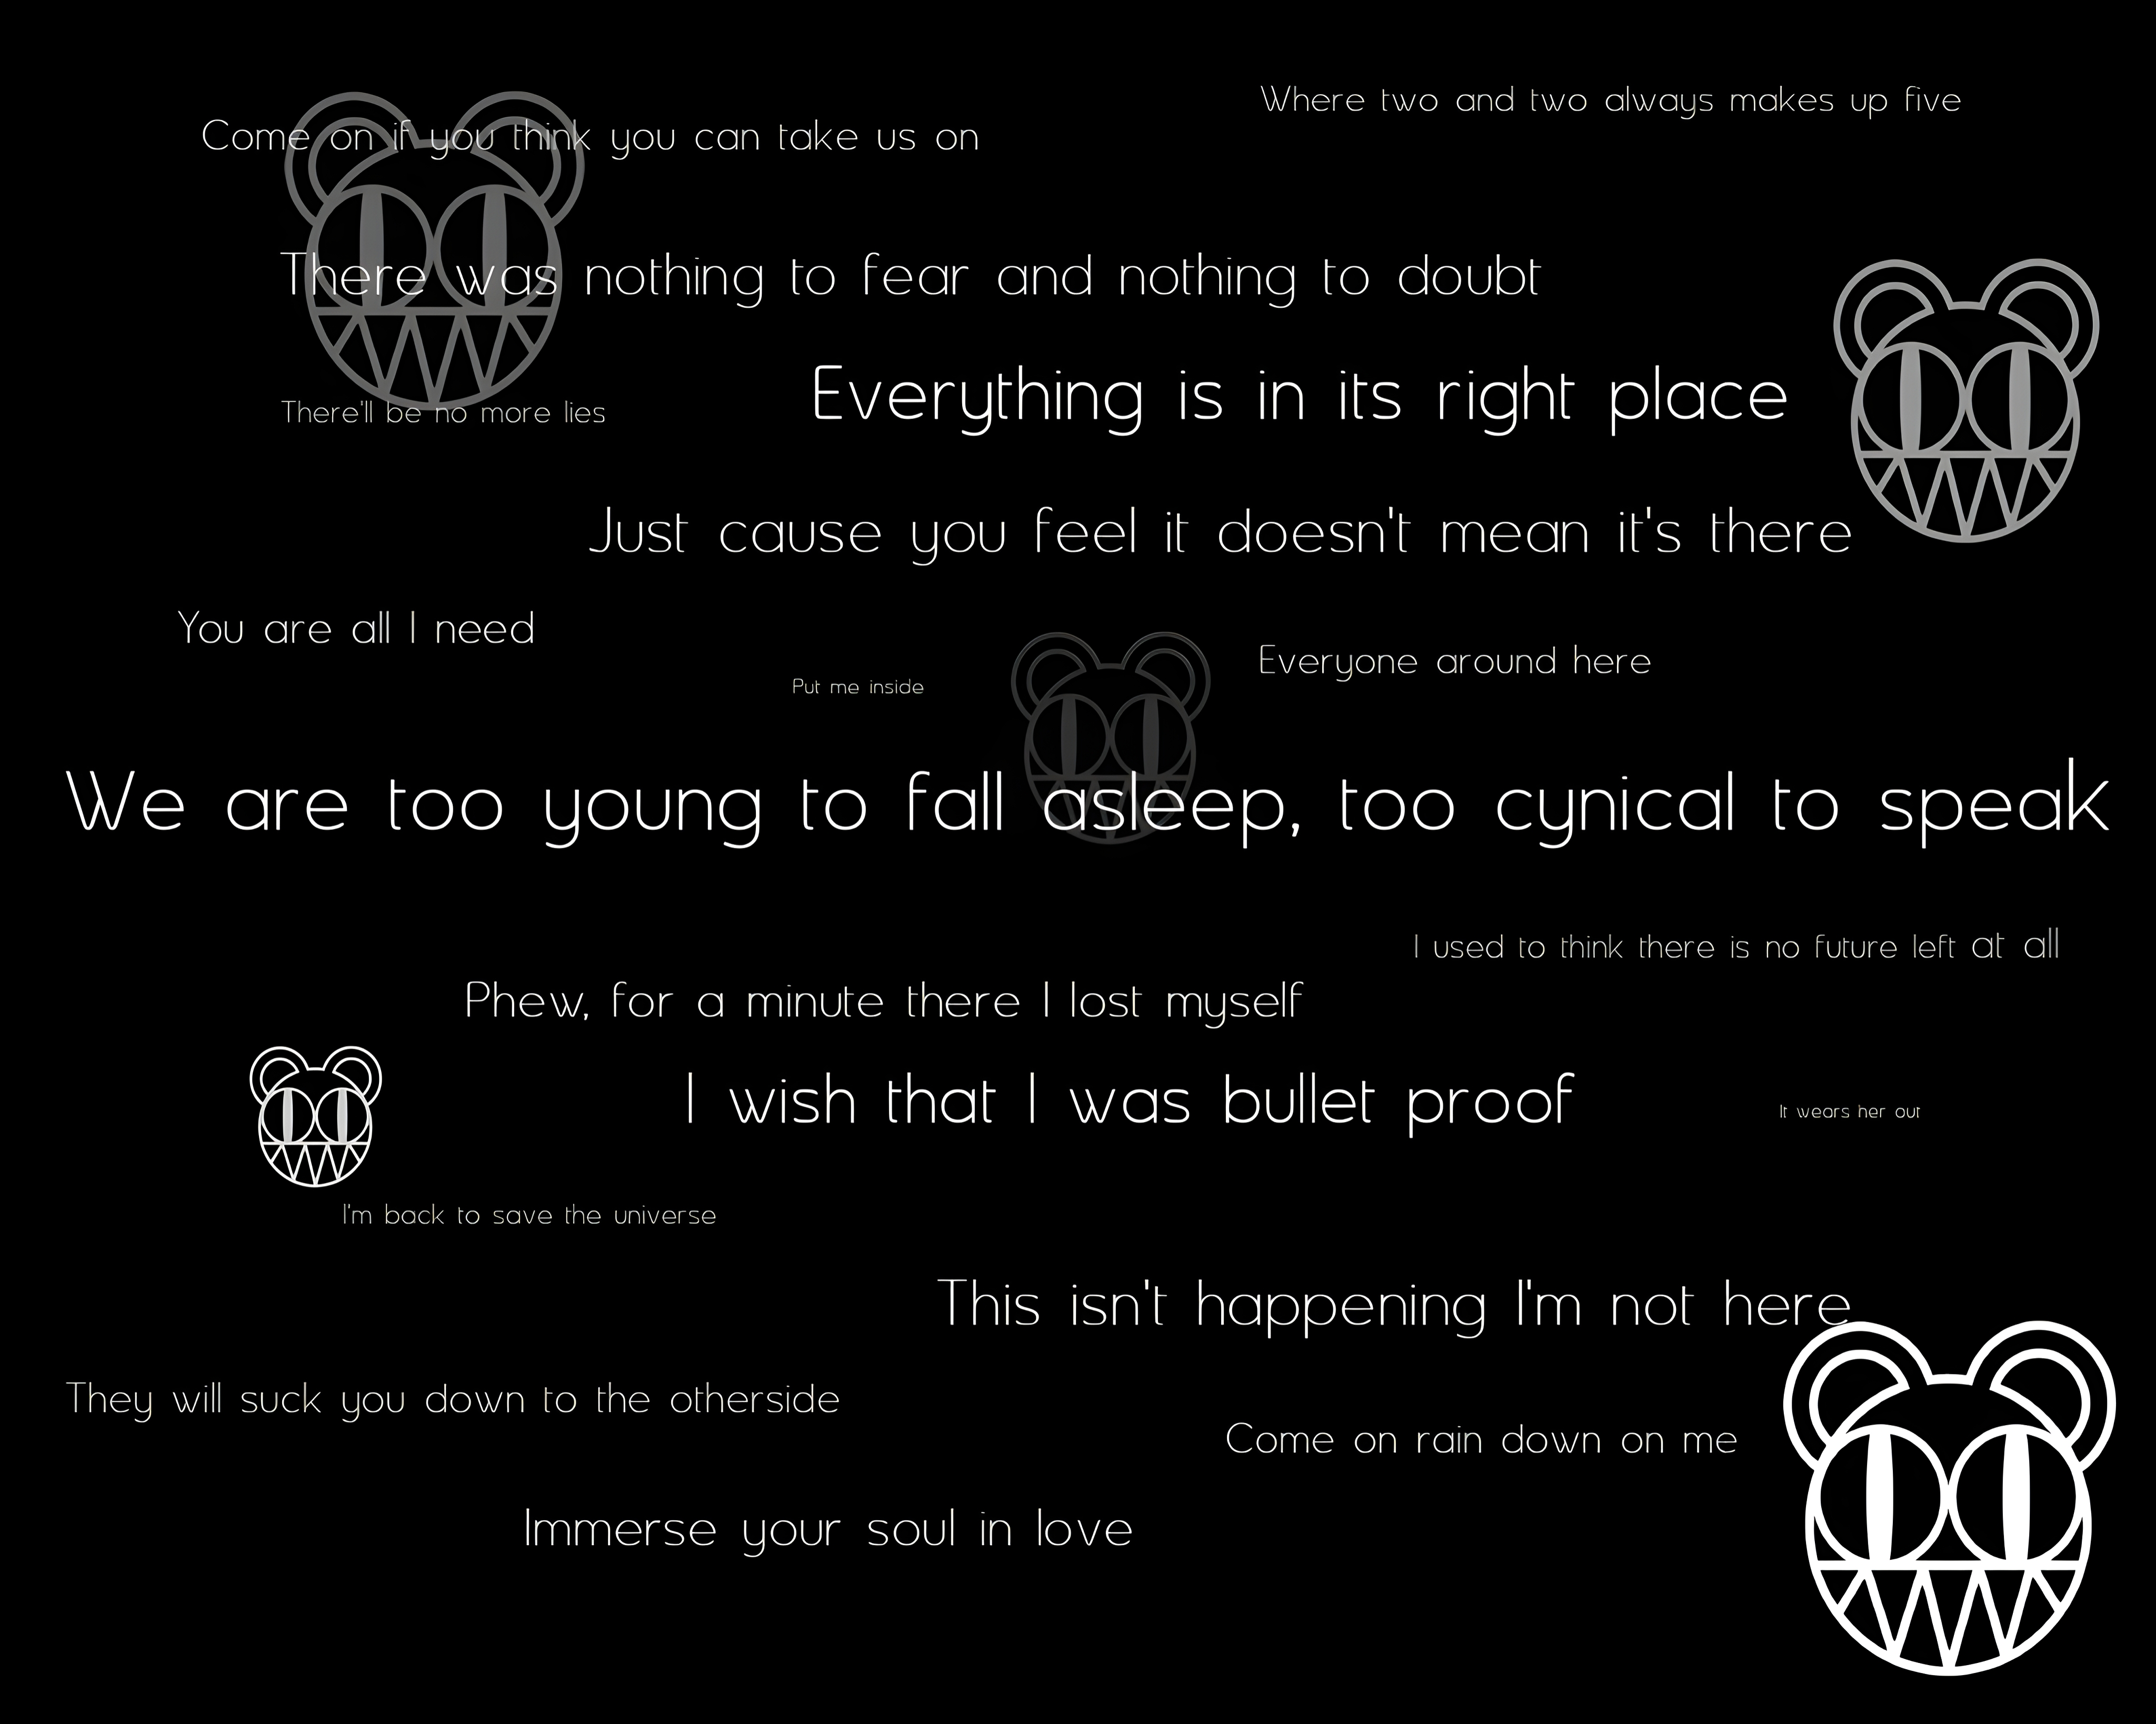 Where two and two always makes up five
Come on if you think you can take us on
There was nothing to fear and nothing to doubt
Everything is in its right place
There'll be no more lies
Just cause you feel it doesn't mean it's there
You are all I need
Everyone around here
Put me inside
We are too young to fall asleep, too cynical to speak
I used to think there is no future left at all
Phew, for a minute there I lost myself
I wish that I was bullet proof
It wears her out
I'm back to save the universe
This isn't happening I'm not here
They will suck you down to the otherside
Come on rain down on me
Immerse your soul in love